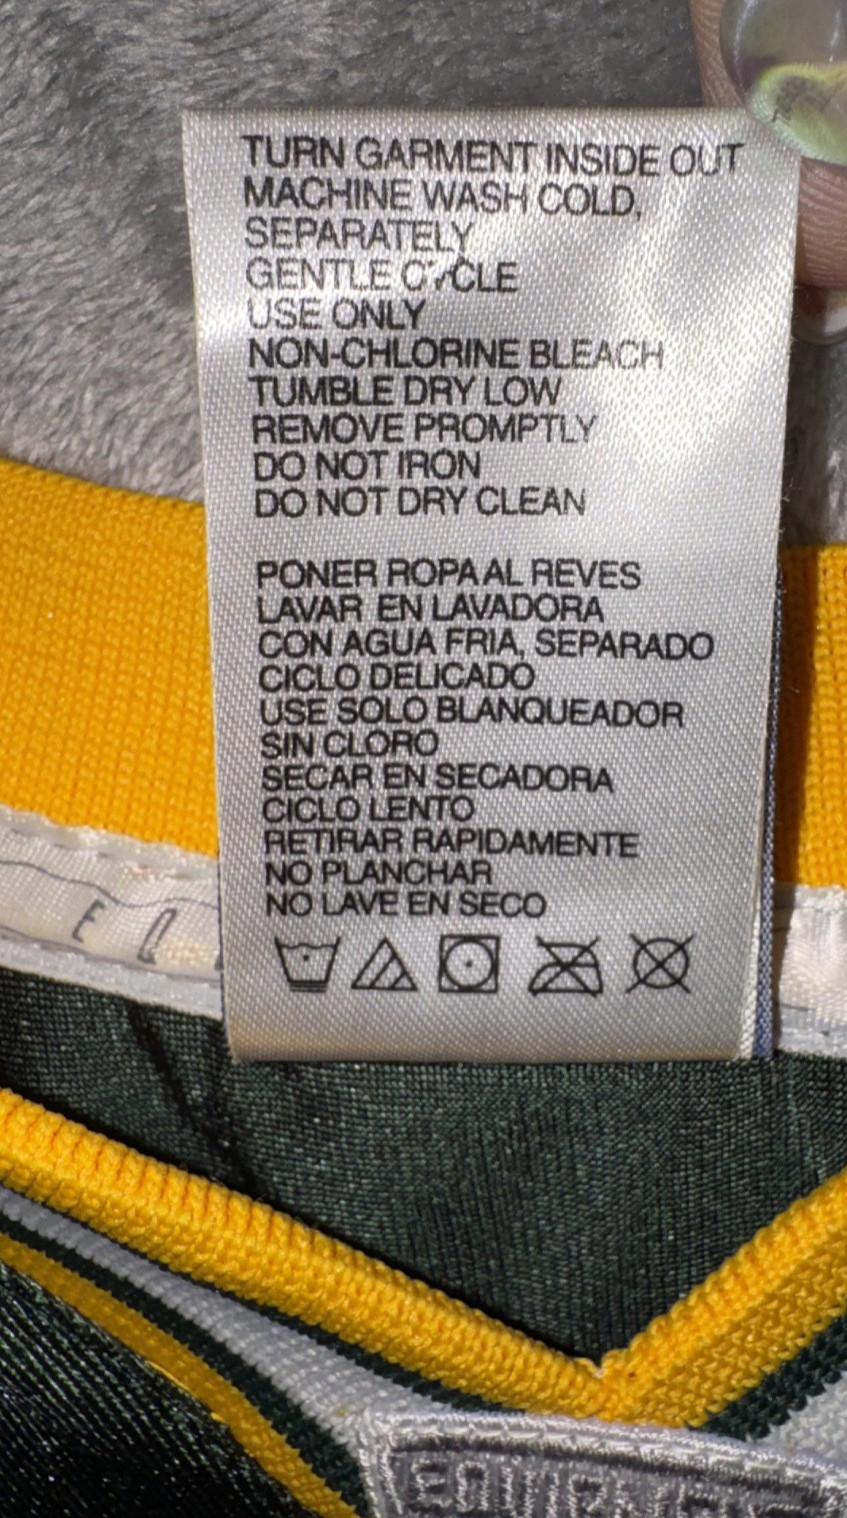 TURN GARMENT INSIDE OUT
MACHINE WASH COLD,
SEPARATELY
GENTLE CYCLE
USE ONLY
NON-CHLORINE BLEACH
TUMBLE DRY LOW
REMOVE PROMPTLY
DO NOT IRON
DO NOT DRY CLEAN
PONER ROPA AL REVES
LAVAR EN LAVADORA
CON AGUA FRIA, SEPARADO
CICLO DELICADO
USE SOLO BLANQUEADOR
SIN CLORO
SECAR EN SECADORA
CICLO LENTO
RETIRAR RAPIDAMENTE
NO PLANCHAR
NO LAVE EN SECO
E Q